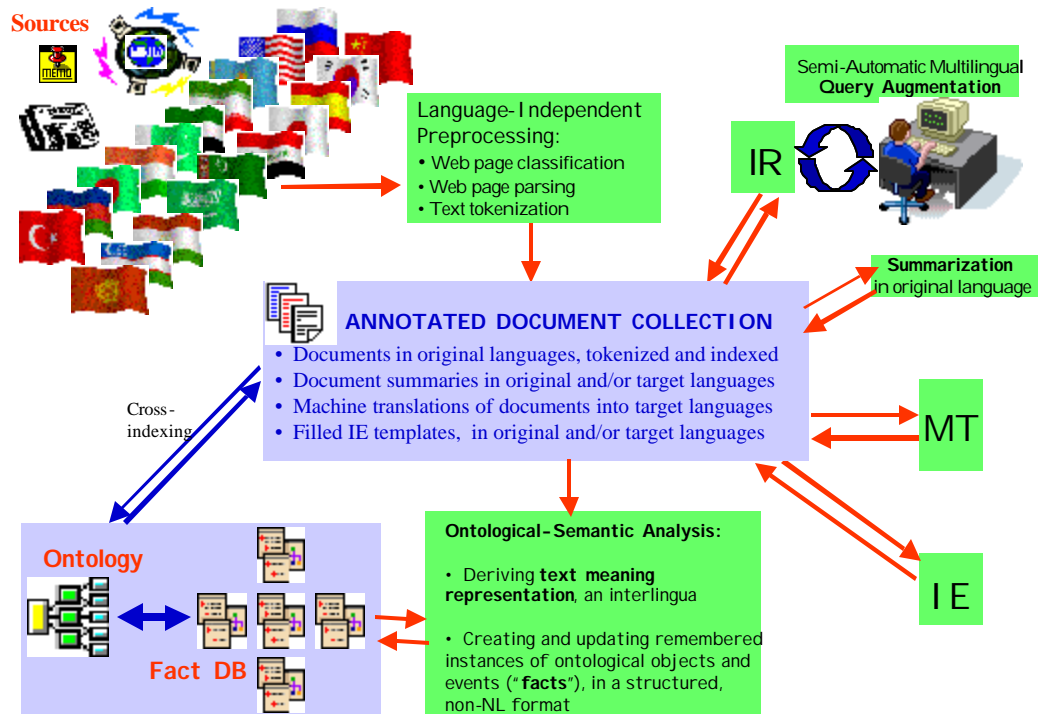 Sources
MEMO
Language-Independent
Preprocessing:
• Web page classification
• Web page parsing
• Text tokenization
Semi-Automatic Multilingual
Query Augmentation
IR
Summarization
in original language
ANNOTATED DOCUMENT COLLECTION
• Documents in original languages, tokenized and indexed
• Document summaries in original and/or target languages
• Machine translations of documents into target languages
• Filled IE templates, in original and/or target languages
Cross-
indexing
MT
IE
Ontology
Fact DB
Ontological-Semantic Analysis:
• Deriving text meaning
representation, an interlingua
• Creating and updating remembered
instances of ontological objects and
events ("facts"), in a structured,
non-NL format